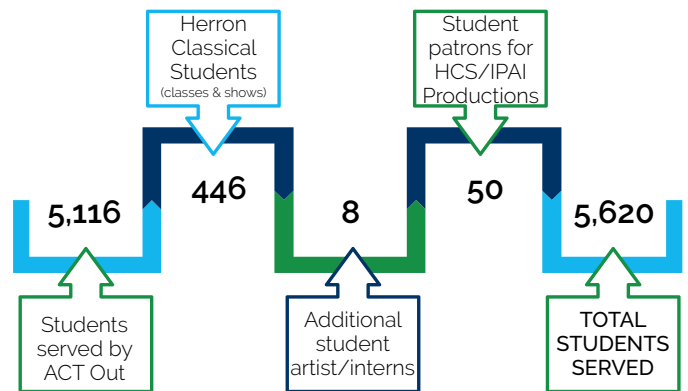 Herron
Classical
Students
(classes & shows)
Student
patrons for
HCS/IPAI
Productions
5,116
446
8
50
5,620
Students
served by
ACT Out
Additional
student
artist/interns
TOTAL
STUDENTS
SERVED